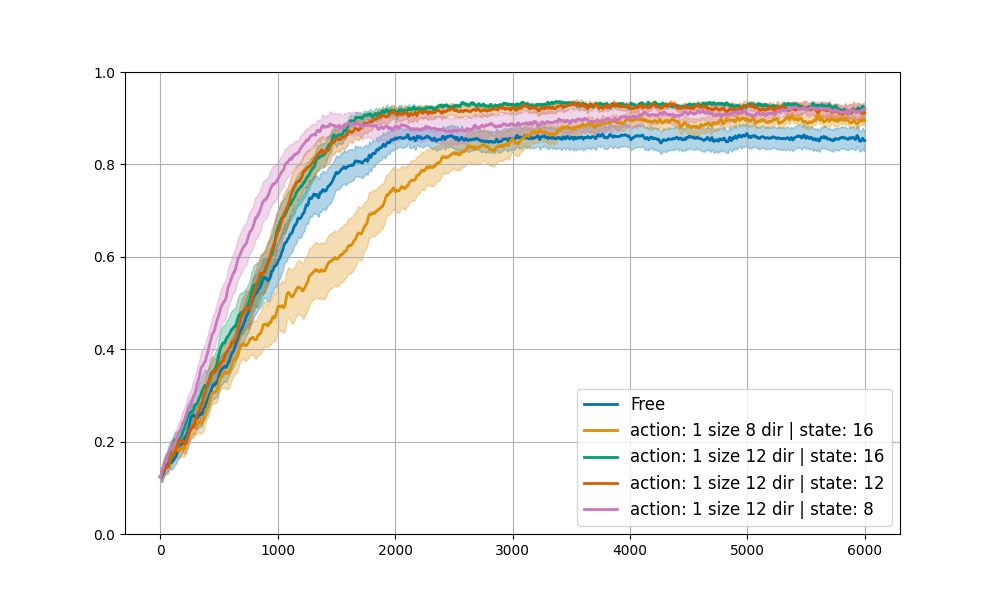 1.0
0.8
0.6
0.4
0.2
0.0
0 1000 2000 3000 4000 5000 6000
Free
action: 1 size 8 dir | state: 16
action: 1 size 12 dir | state: 16
action: 1 size 12 dir | state: 12
action: 1 size 12 dir | state: 8